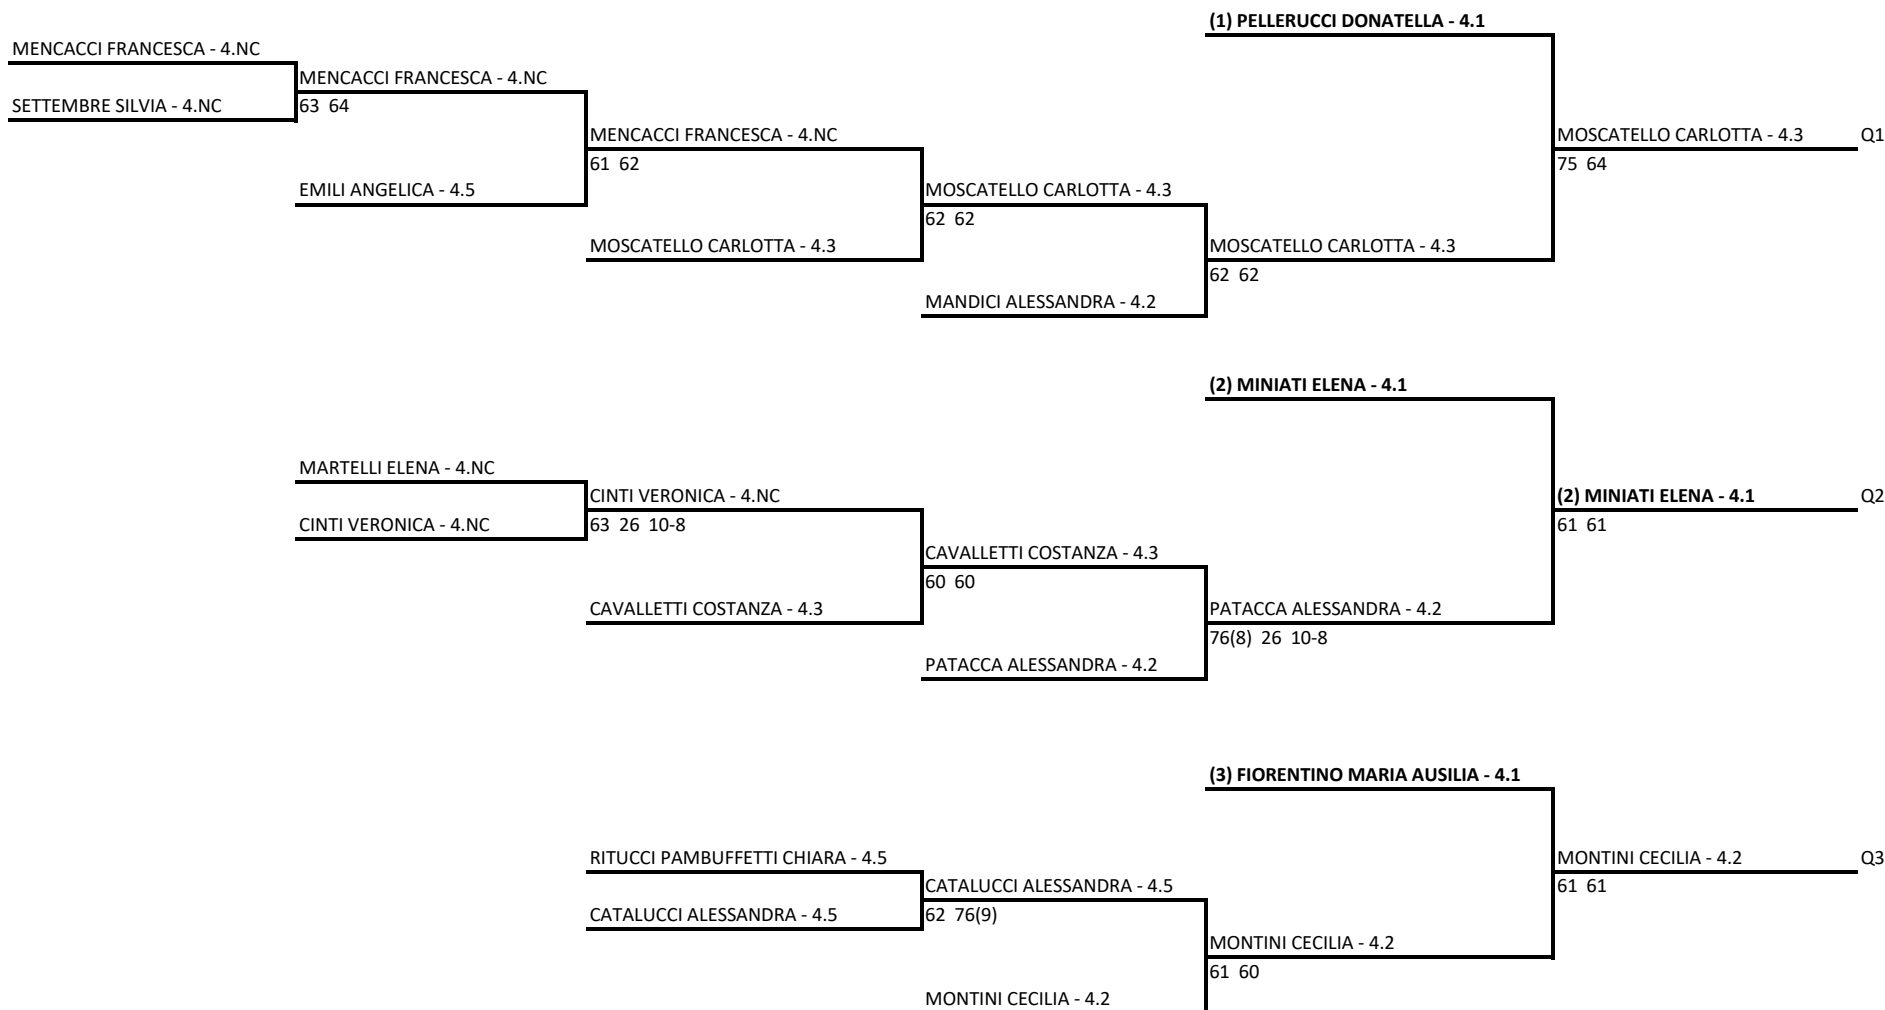 (1) PELLERUCCI DONATELLA - 4.1
MENCACCI FRANCESCA - 4.NC
MENCACCI FRANCESCA - 4.NC
SETTEMBRE SILVIA - 4.NC
63 64
MENCACCI FRANCESCA - 4.NC
MOSCATELLO CARLOTTA - 4.3
Q1
61 62
75 64
EMILI ANGELICA - 4.5
MOSCATELLO CARLOTTA - 4.3
62 62
MOSCATELLO CARLOTTA - 4.3
MOSCATELLO CARLOTTA - 4.3
62 62
MANDICI ALESSANDRA - 4.2
(2) MINIATI ELENA - 4.1
MARTELLI ELENA - 4.NC
CINTI VERONICA - 4.NC
(2) MINIATI ELENA - 4.1
Q2
CINTI VERONICA - 4.NC
63 26 10-8
61 61
CAVALLETTI COSTANZA - 4.3
60 60
CAVALLETTI COSTANZA - 4.3
PATACCA ALESSANDRA - 4.2
76(8) 26 10-8
PATACCA ALESSANDRA - 4.2
(3) FIORENTINO MARIA AUSILIA - 4.1
RITUCCI PAMBUFFETTI CHIARA - 4.5
MONTINI CECILIA - 4.2
Q3
CATALUCCI ALESSANDRA - 4.5
61 61
CATALUCCI ALESSANDRA - 4.5
62 76(9)
MONTINI CECILIA - 4.2
61 60
MONTINI CECILIA - 4.2